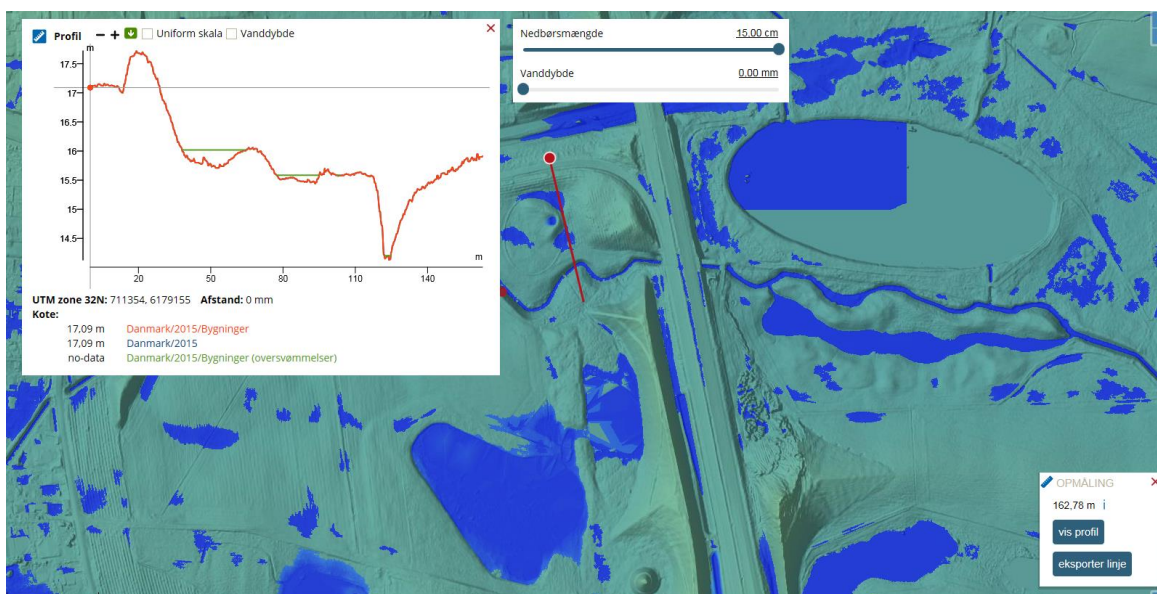 Profil
Uniform skala
Vanddybde
m
17.5
17
16.5
16
15.5
15
14.5
m
20
50
80
110
140
UTM zone 32N: 711354, 6179155 Afstand: 0 mm
Kote:
17,09 m Danmark/2015/Bygninger
17,09 m Danmark/2015
no-data Danmark/2015/Bygninger (oversvømmelser)
Nedbørsmængde 15.00 cm
Vanddybde 0.00 mm
OPMÅLING
162,78 m i
vis profil
eksporter linje